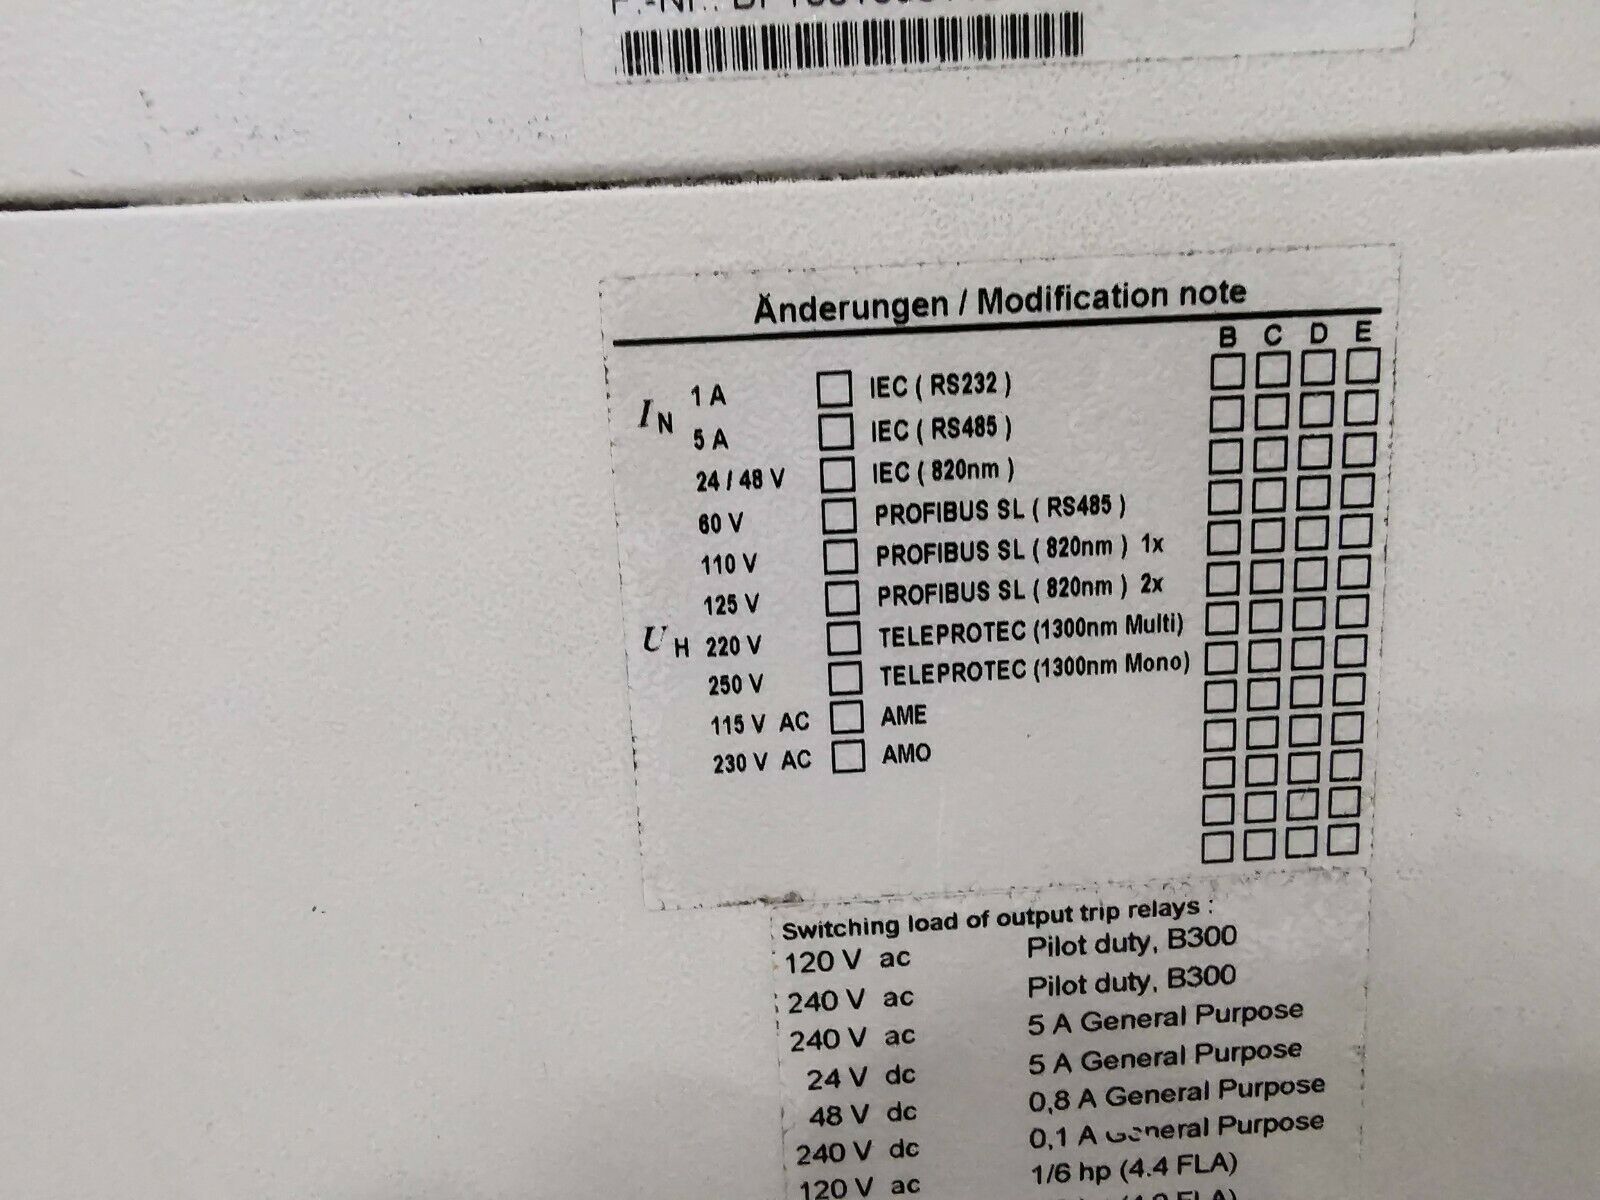 Änderungen / Modification note
B C D E
1 A IEC ( RS232 )
IN
5 A IEC ( RS485 )
24 / 48 V IEC ( 820nm )
60 V PROFIBUS SL ( RS485 )
110 V PROFIBUS SL ( 820nm ) 1x
125 V PROFIBUS SL ( 820nm ) 2x
UH 220 V TELEPROTEC (1300nm Multi)
250 V TELEPROTEC (1300nm Mono)
115 V AC AME
230 V AC AMO
Switching load of output trip relays :
120 V ac Pilot duty, B300
240 V ac Pilot duty, B300
240 V ac 5 A General Purpose
24 V dc 5 A General Purpose
48 V dc 0,8 A General Purpose
240 V dc 0,1 A General Purpose
120 V ac 1/6 hp (4.4 FLA)